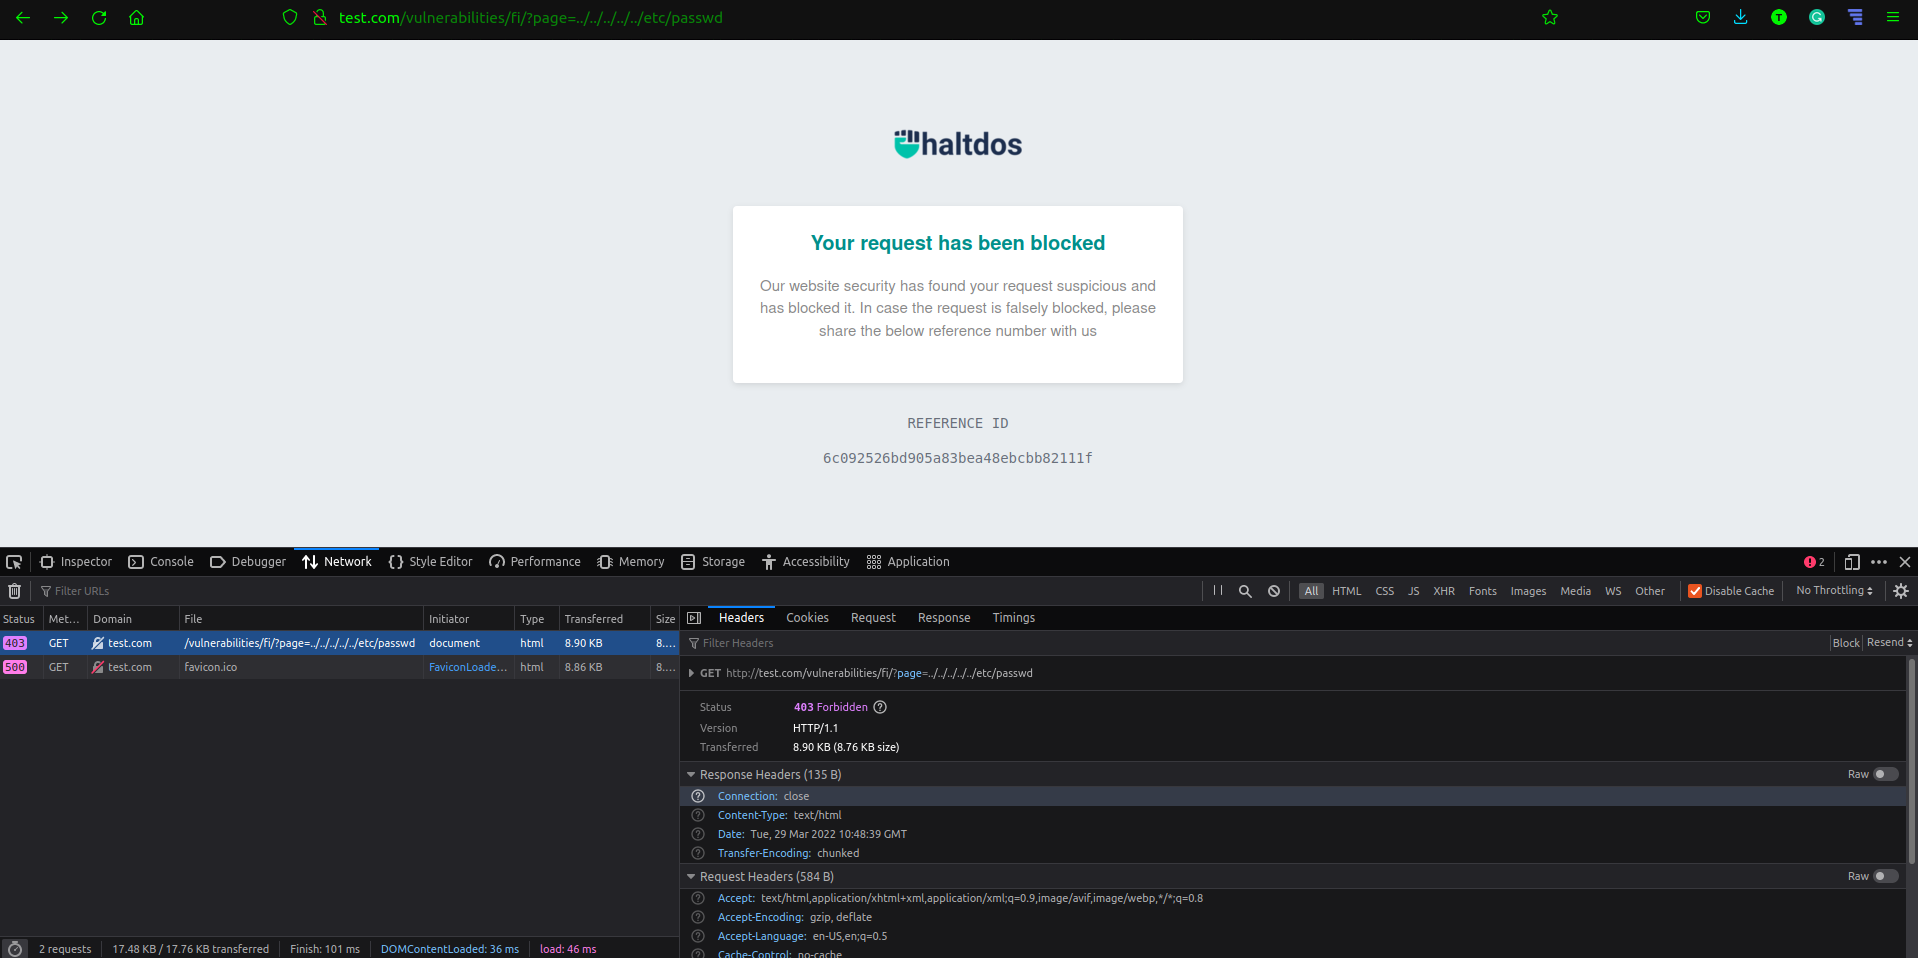 test.com/vulnerabilities/fi/?page=../../../../../etc/passwd
haltdos
Your request has been blocked
Our website security has found your request suspicious and
has blocked it. In case the request is falsely blocked, please
share the below reference number with us
REFERENCE ID
6c092526bd905a83bea48ebcbb82111f
Inspector Console Debugger Network Style Editor Performance Memory Storage Accessibility Application 2
Filter URLs All HTML CSS JS XHR Fonts Images Media WS Other Disable Cache No Throttling
Status Met... Domain File Initiator Type Transferred Size
403 GET test.com /vulnerabilities/fi/?page=../../../../../etc/passwd document html 8.90 KB 8....
500 GET test.com favicon.ico FaviconLoade... html 8.86 KB 8....
Headers Cookies Request Response Timings
Filter Headers Block Resend
GET http://test.com/vulnerabilities/fi/?page=../../../../../etc/passwd
Status 403 Forbidden
Version HTTP/1.1
Transferred 8.90 KB (8.76 KB size)
Response Headers (135 B) Raw
Connection: close
Content-Type: text/html
Date: Tue, 29 Mar 2022 10:48:39 GMT
Transfer-Encoding: chunked
Request Headers (584 B) Raw
Accept: text/html,application/xhtml+xml,application/xml;q=0.9,image/avif,image/webp,*/*;q=0.8
Accept-Encoding: gzip, deflate
Accept-Language: en-US,en;q=0.5
Cache-Control: no-cache
2 requests 17.48 KB / 17.76 KB transferred Finish: 101 ms DOMContentLoaded: 36 ms load: 46 ms